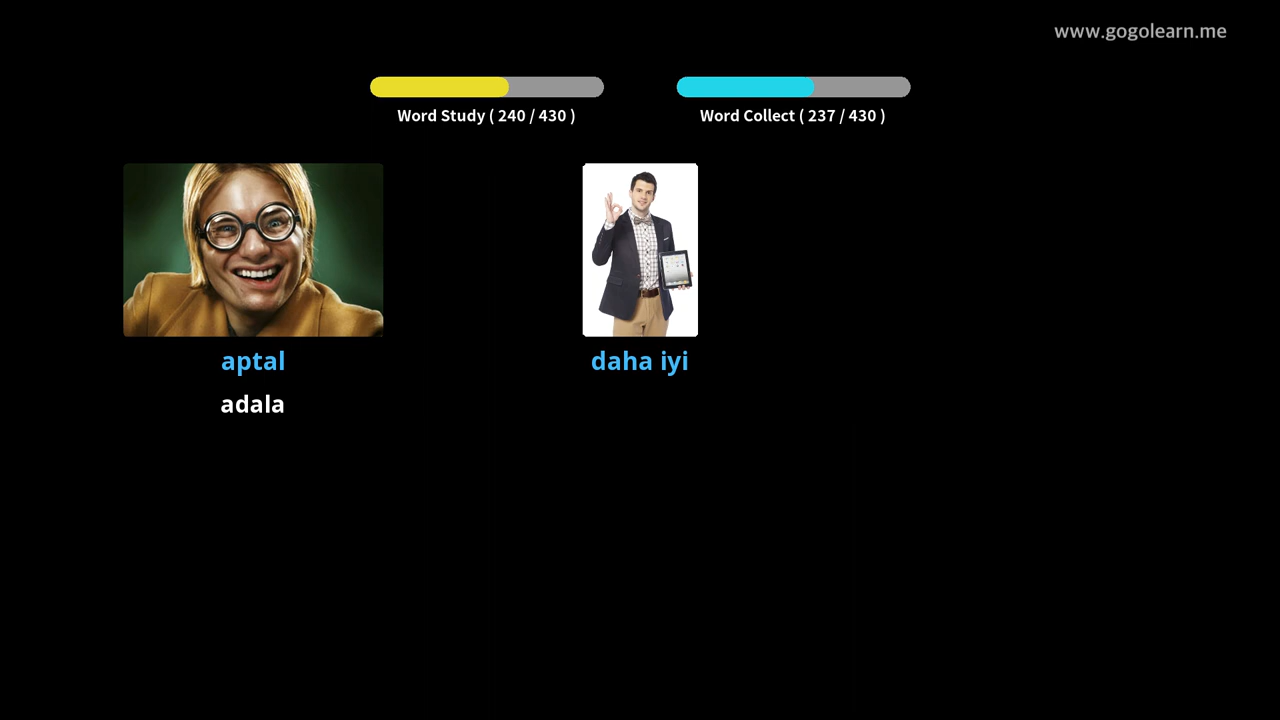 www.gogolearn.me
Word Study ( 240 / 430 )
Word Collect ( 237 / 430 )
aptal
daha iyi
adala